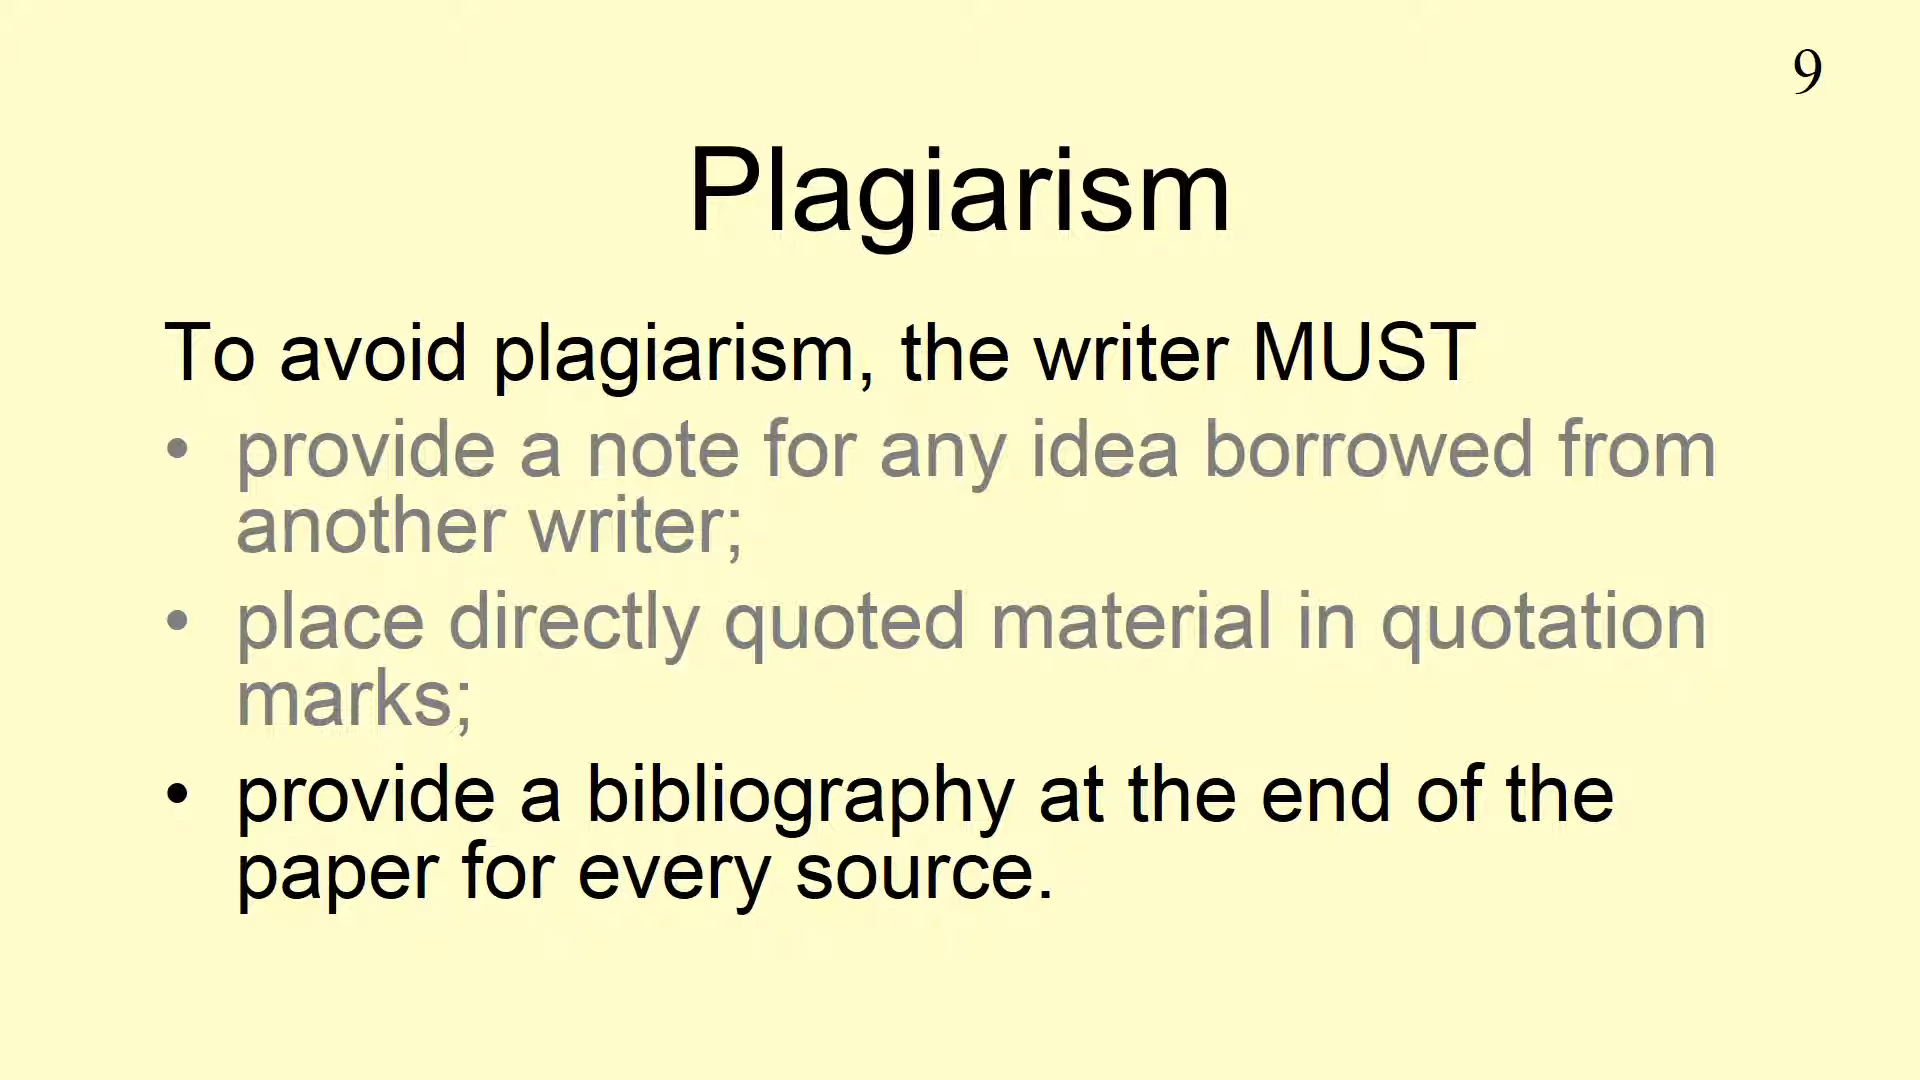 9
Plagiarism
To avoid plagiarism, the writer MUST
• provide a note for any idea borrowed from
another writer;
• place directly quoted material in quotation
marks;
• provide a bibliography at the end of the
paper for every source.